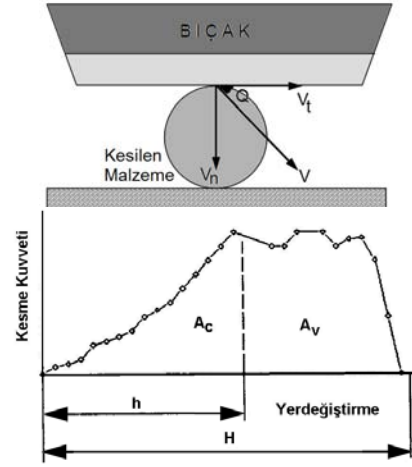 BIÇAK
Q
Vt
Kesilen
Malzeme
Vn
V
Kesme Kuvveti
Ac
Av
h
Yerdeğiştirme
H